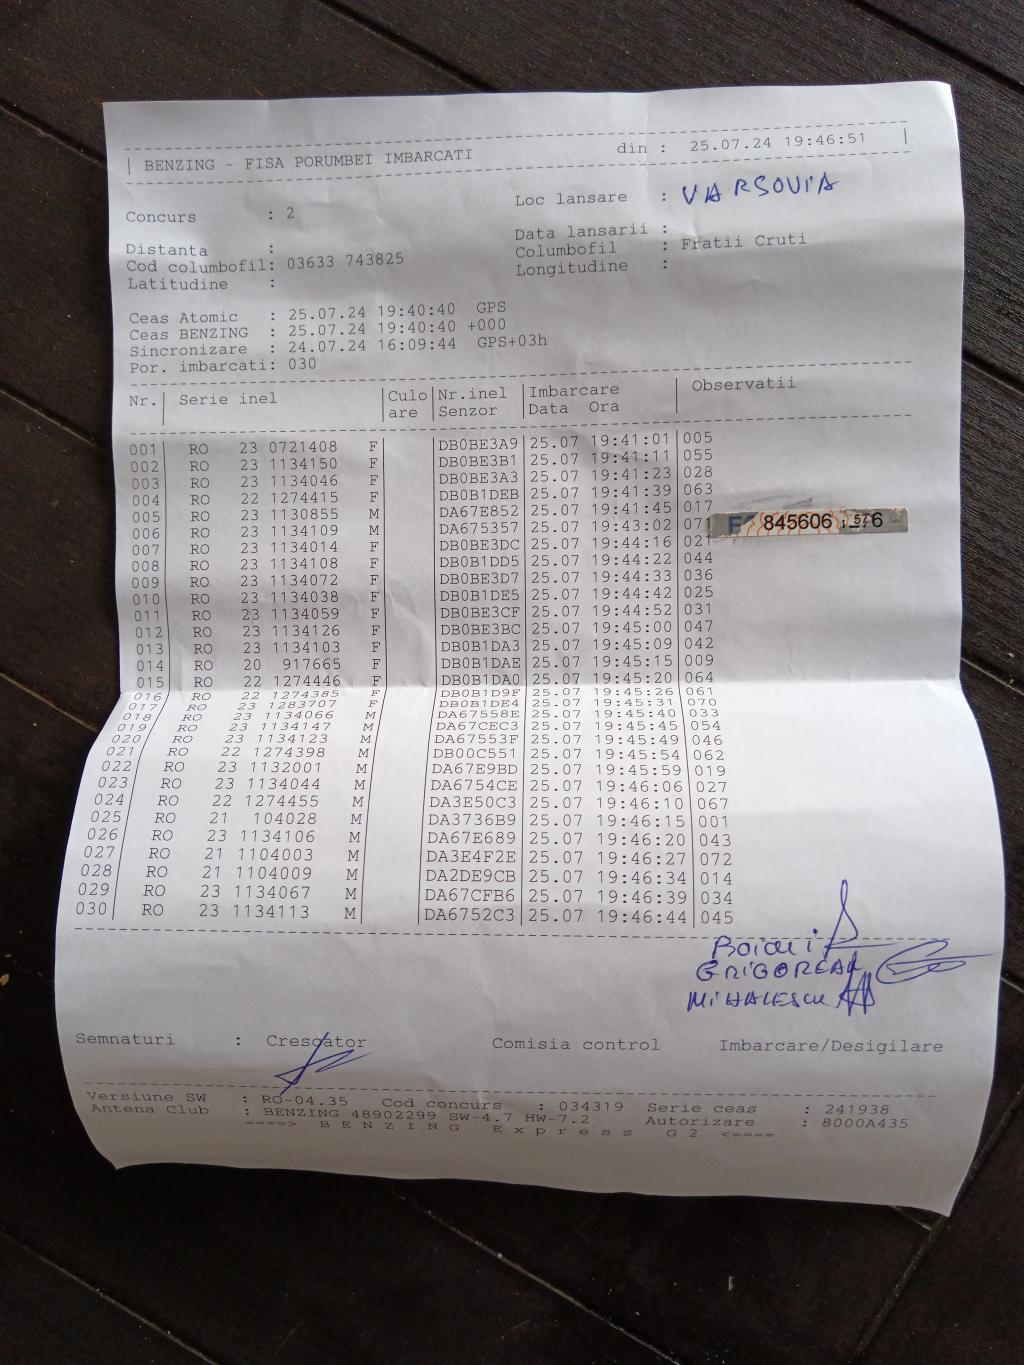 BENZING - FISA PORUMBEI IMBARCATI din : 25.07.24 19:46:51
Concurs : 2 Loc lansare : VARSOVIA
Distanta : Data lansarii :
Cod columbofil: 03633 743825 Columbofil : Fratii Cruti
Latitudine : Longitudine :
Ceas Atomic : 25.07.24 19:40:40 GPS
Ceas BENZING : 25.07.24 19:40:40 +000
Sincronizare : 24.07.24 16:09:44 GPS+03h
Por. imbarcati: 030
Nr. Serie inel Culo Nr.inel Imbarcare Observatii
are Senzor Data Ora
001 RO 23 0721408 F DB0BE3A9 25.07 19:41:01 005
002 RO 23 1134150 F DB0BE3B1 25.07 19:41:11 055
003 RO 23 1134046 F DB0BE3A3 25.07 19:41:23 028
004 RO 22 1274415 F DB0B1DEB 25.07 19:41:39 063
005 RO 23 1130855 M DA67E852 25.07 19:41:45 017
006 RO 23 1134109 M DA675357 25.07 19:43:02 071 845606
007 RO 23 1134014 F DB0BE3DC 25.07 19:44:16 021
008 RO 23 1134108 F DB0B1DD5 25.07 19:44:22 044
009 RO 23 1134072 F DB0BE3D7 25.07 19:44:33 036
010 RO 23 1134038 F DB0B1DE5 25.07 19:44:42 025
011 RO 23 1134059 F DB0BE3CF 25.07 19:44:52 031
012 RO 23 1134126 F DB0BE3BC 25.07 19:45:00 047
013 RO 23 1134103 F DB0B1DA3 25.07 19:45:09 042
014 RO 20 917665 F DB0B1DAE 25.07 19:45:15 009
015 RO 22 1274446 F DB0B1DA0 25.07 19:45:20 064
016 RO 22 1274385 F DB0B1D9F 25.07 19:45:26 061
017 RO 23 1283707 F DB0B1DE4 25.07 19:45:31 070
018 RO 23 1134066 M DA67558E 25.07 19:45:40 033
019 RO 23 1134147 M DA67CEC3 25.07 19:45:45 054
020 RO 23 1134123 M DA67553F 25.07 19:45:49 046
021 RO 22 1274398 M DB00C551 25.07 19:45:54 062
022 RO 23 1132001 M DA67E9BD 25.07 19:45:59 019
023 RO 23 1134044 M DA6754CE 25.07 19:46:06 027
024 RO 22 1274455 M DA3E50C3 25.07 19:46:10 067
025 RO 21 104028 M DA3736B9 25.07 19:46:15 001
026 RO 23 1134106 M DA67E689 25.07 19:46:20 043
027 RO 21 1104003 M DA3E4F2E 25.07 19:46:27 072
028 RO 21 1104009 M DA2DE9CB 25.07 19:46:34 014
029 RO 23 1134067 M DA67CFB6 25.07 19:46:39 034
030 RO 23 1134113 M DA6752C3 25.07 19:46:44 045
GRIGOREAN
MIHALESCU
Semnaturi : Crescator Comisia control Imbarcare/Desigilare
Versiune SW : RO-04.35 Cod concurs : 034319 Serie ceas : 241938
Antena Club : BENZING 48902299 SW-4.7 HW-7.2 Autorizare : 8000A435
----> B E N Z I N G E x p r e s s G 2 <----